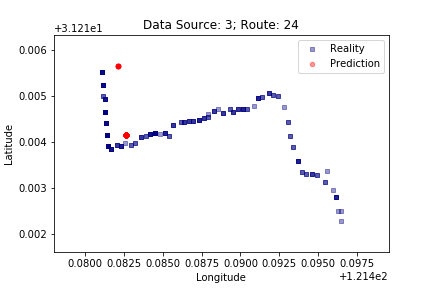 Data Source: 3; Route: 24
+3.121e1
0.006
0.005
0.004
0.003
0.002
Latitude
Reality
Prediction
0.0800 0.0825 0.0850 0.0875 0.0900 0.0925 0.0950 0.0975
Longitude
+1.214e2